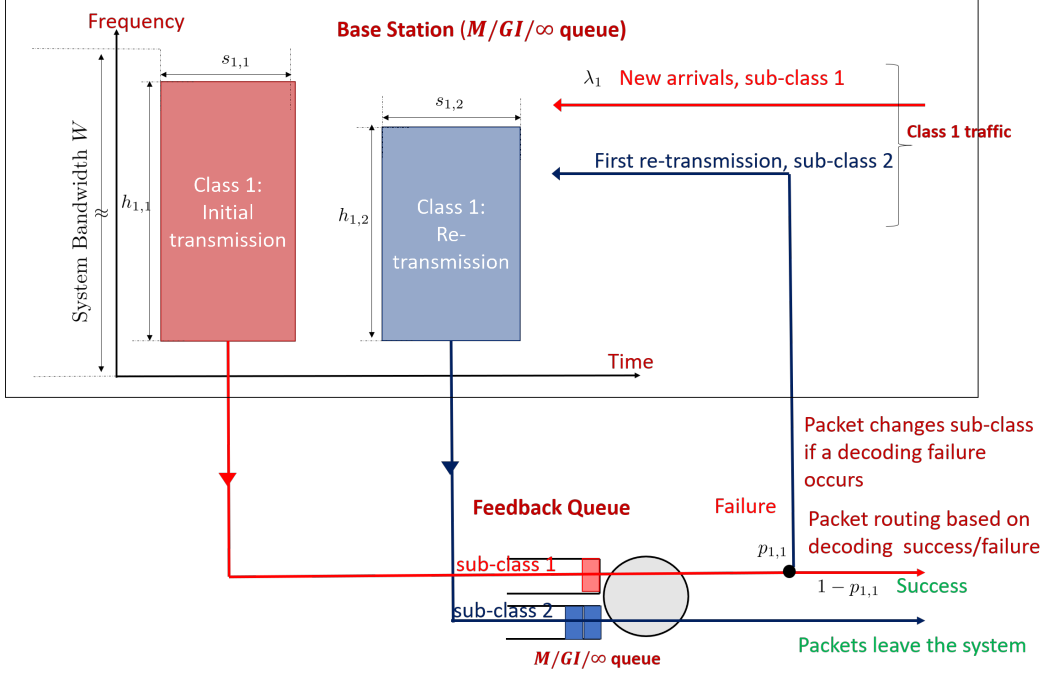 Frequency
Base Station (M/GI/∞ queue)
s₁,₁
λ₁ New arrivals, sub-class 1
s₁,₂
Class 1 traffic
First re-transmission, sub-class 2
System Bandwidth W
≈
h₁,₁
Class 1:
Initial
transmission
h₁,₂
Class 1:
Re-
transmission
Time
Packet changes sub-class
if a decoding failure
occurs
Feedback Queue
Failure
Packet routing based on
decoding success/failure
p₁,₁
sub-class 1
1 − p₁,₁ Success
sub-class 2
Packets leave the system
M/GI/∞ queue